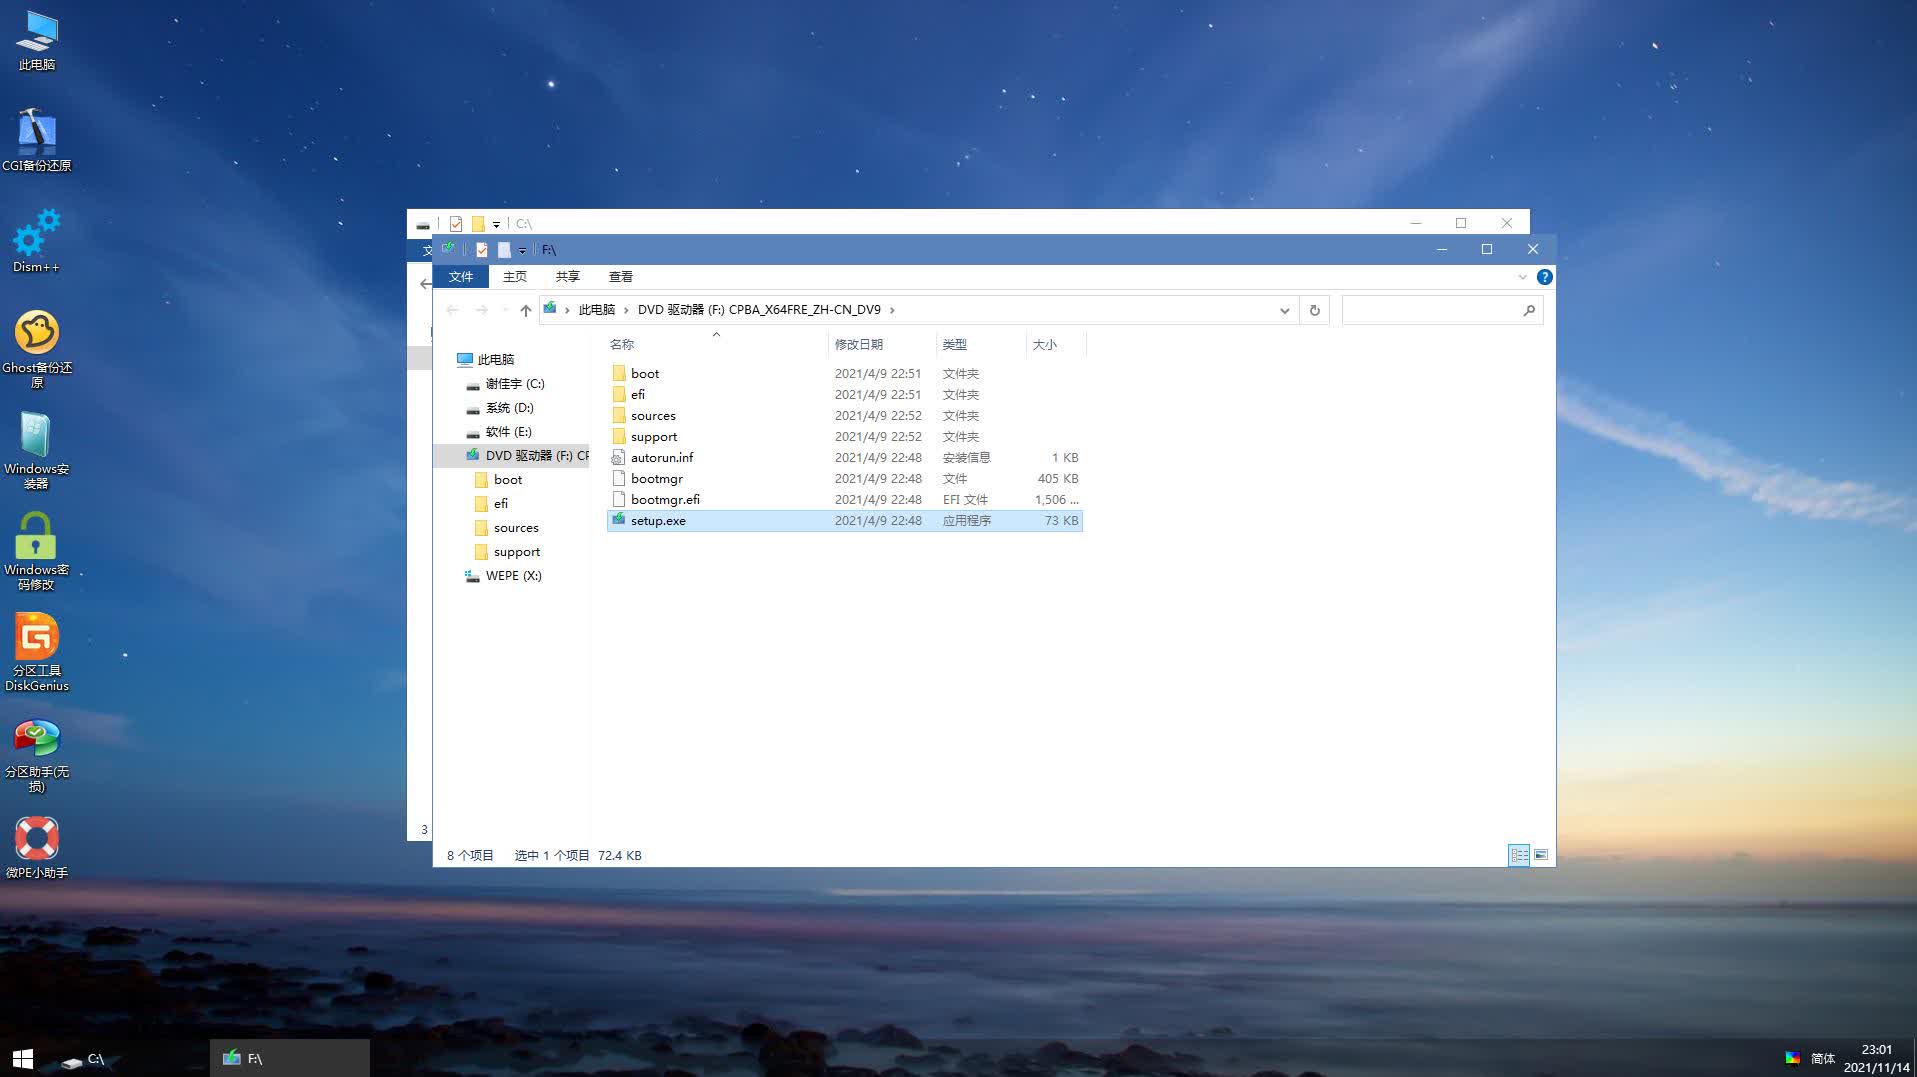 此电脑
CGI备份还原
Dism++
Ghost备份还
原
Windows安
装器
Windows密
码修改
分区工具
DiskGenius
分区助手(无
损)
微PE小助手
C:\
文
3
F:\
文件
主页
共享
查看
此电脑 › DVD 驱动器 (F:) CPBA_X64FRE_ZH-CN_DV9 ›
此电脑
谢佳宇 (C:)
系统 (D:)
软件 (E:)
DVD 驱动器 (F:) CF
boot
efi
sources
support
WEPE (X:)
名称 修改日期 类型 大小
boot 2021/4/9 22:51 文件夹
efi 2021/4/9 22:51 文件夹
sources 2021/4/9 22:52 文件夹
support 2021/4/9 22:52 文件夹
autorun.inf 2021/4/9 22:48 安装信息 1 KB
bootmgr 2021/4/9 22:48 文件 405 KB
bootmgr.efi 2021/4/9 22:48 EFI 文件 1,506 ...
setup.exe 2021/4/9 22:48 应用程序 73 KB
8 个项目 选中 1 个项目 72.4 KB
C:\
F:\
简体
23:01
2021/11/14